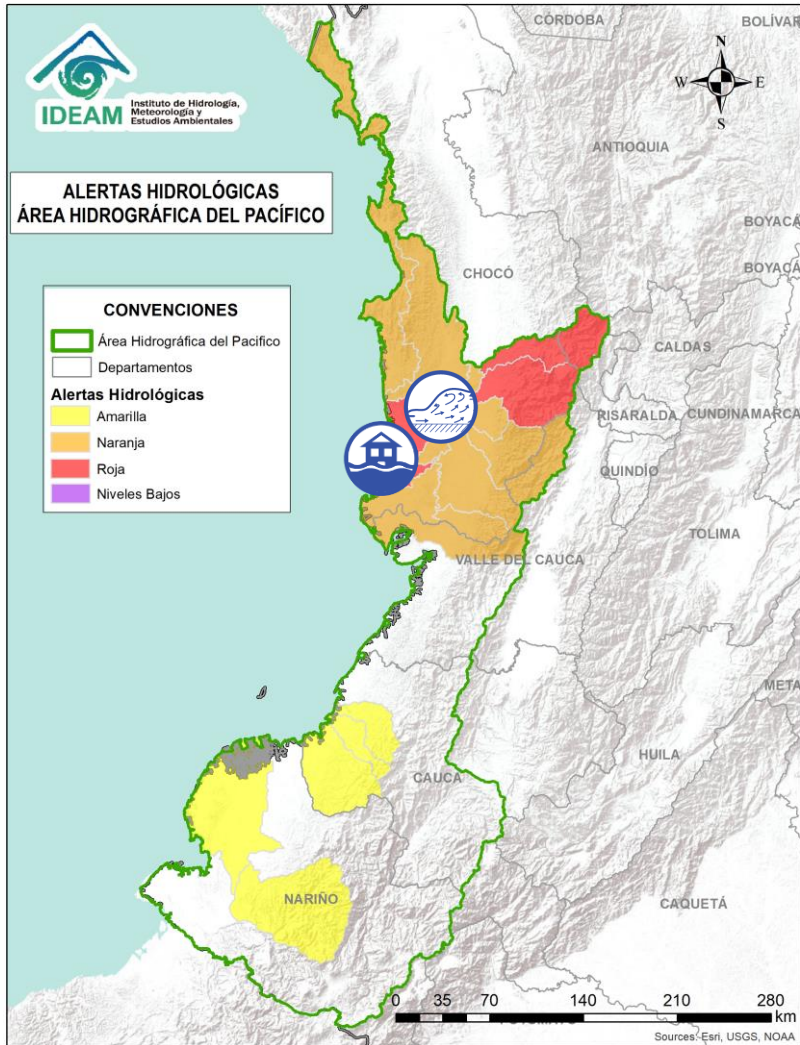 IDEAM
Instituto de Hidrología,
Meteorología y
Estudios Ambientales
ALERTAS HIDROLÓGICAS
ÁREA HIDROGRÁFICA DEL PACÍFICO
CONVENCIONES
Área Hidrográfica del Pacifico
Departamentos
Alertas Hidrológicas
Amarilla
Naranja
Roja
Niveles Bajos
N
W
E
S
CÓRDOBA
BOLÍVAR
ANTIOQUIA
BOYACÁ
BOYACÁ
CHOCÓ
CALDAS
RISARALDA
CUNDINAMARCA
QUINDÍO
TOLIMA
VALLE DEL CAUCA
META
HUILA
CAUCA
NARIÑO
CAQUETÁ
0 35 70 140 210 280
km
Sources: Esri, USGS, NOAA